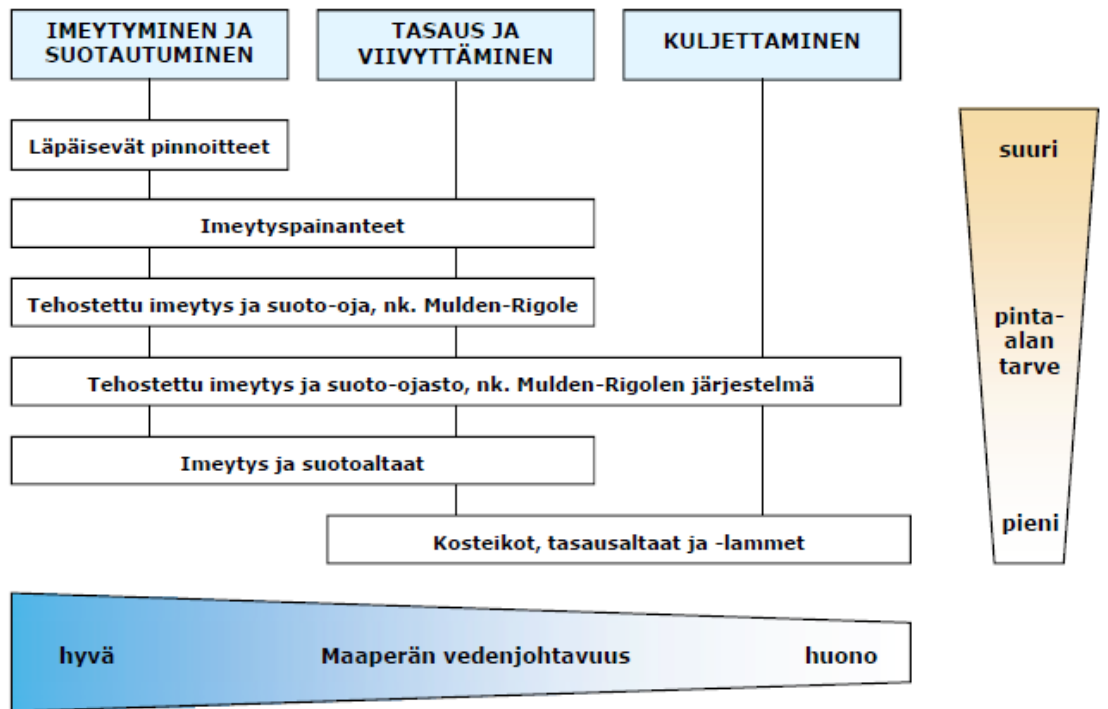 IMEYTYMINEN JA
SUOTAUTUMINEN
TASAUS JA
VIIVYTTÄMINEN
KULJETTAMINEN
Läpäisevät pinnoitteet
Imeytyspainanteet
Tehostettu imeytys ja suoto-oja, nk. Mulden-Rigole
Tehostettu imeytys ja suoto-ojasto, nk. Mulden-Rigolen järjestelmä
Imeytys ja suotoaltaat
Kosteikot, tasausaltaat ja -lammet
suuri
pinta-
alan
tarve
pieni
hyvä
Maaperän vedenjohtavuus
huono